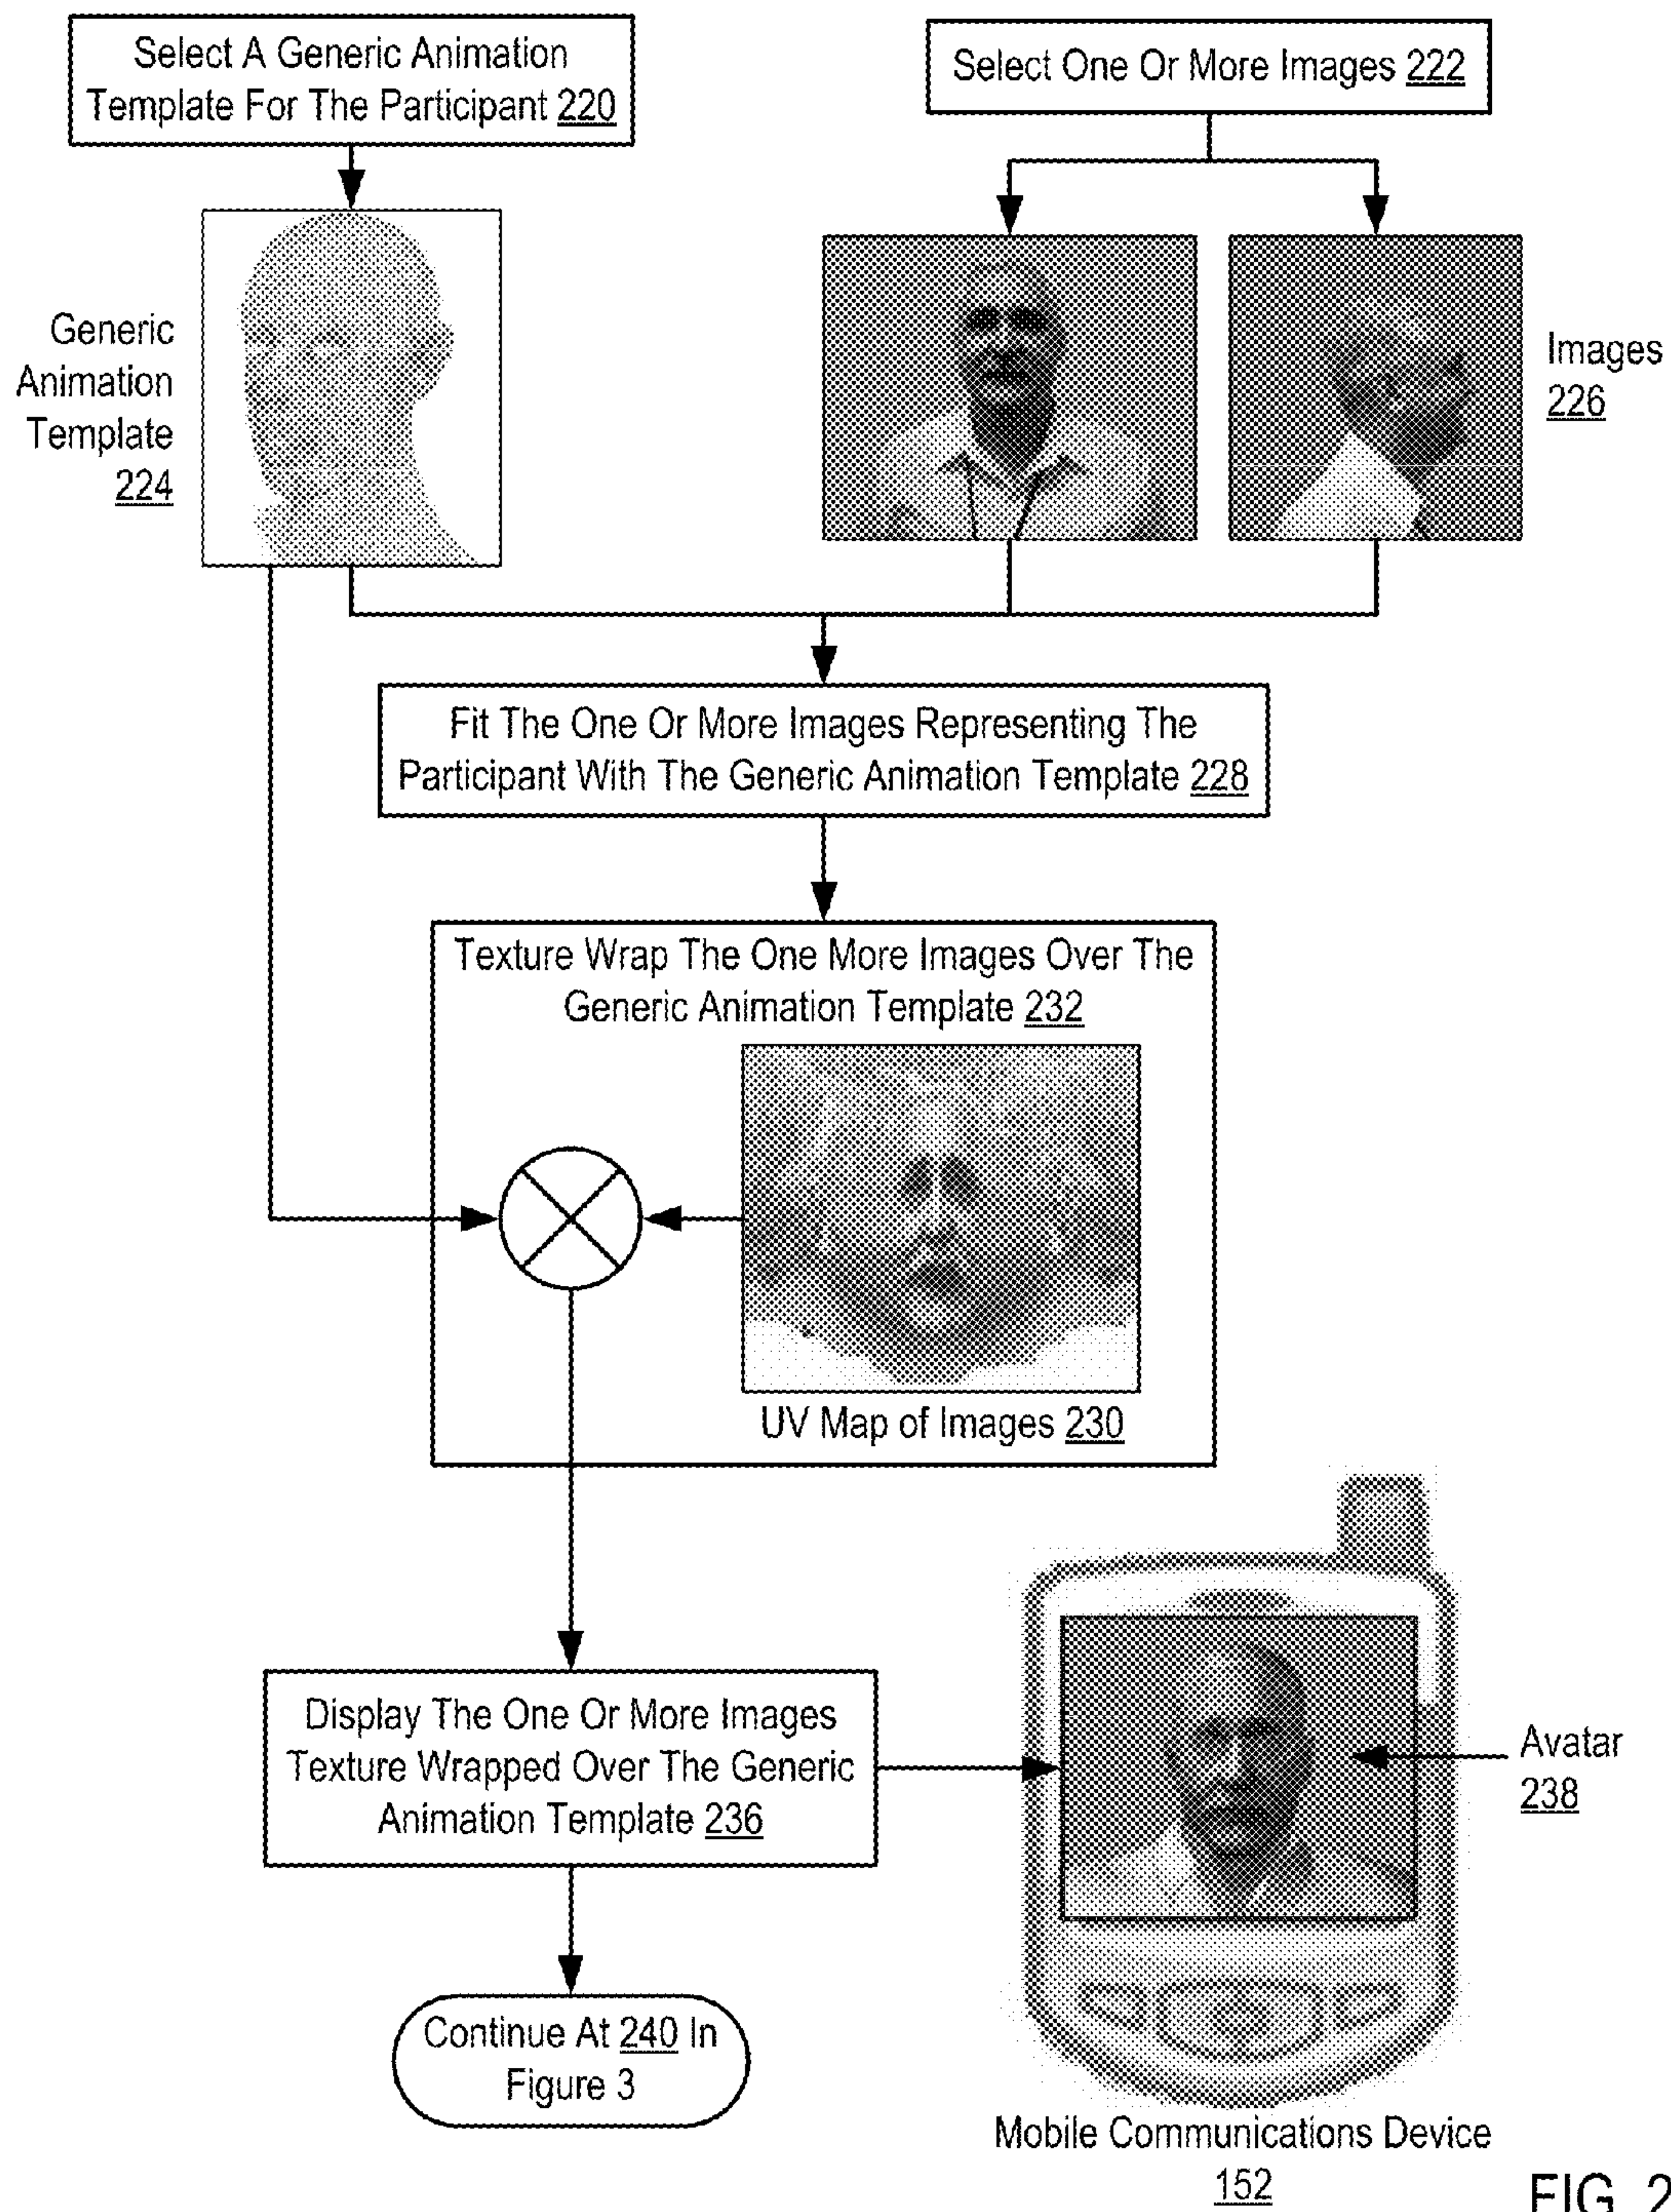 Select A Generic Animation
Template For The Participant 220
Select One Or More Images 222
Generic
Animation
Template
224
Images
226
Fit The One Or More Images Representing The
Participant With The Generic Animation Template 228
Texture Wrap The One More Images Over The
Generic Animation Template 232
UV Map of Images 230
Display The One Or More Images
Texture Wrapped Over The Generic
Animation Template 236
Avatar
238
Continue At 240 In
Figure 3
Mobile Communications Device
152
FIG. 2